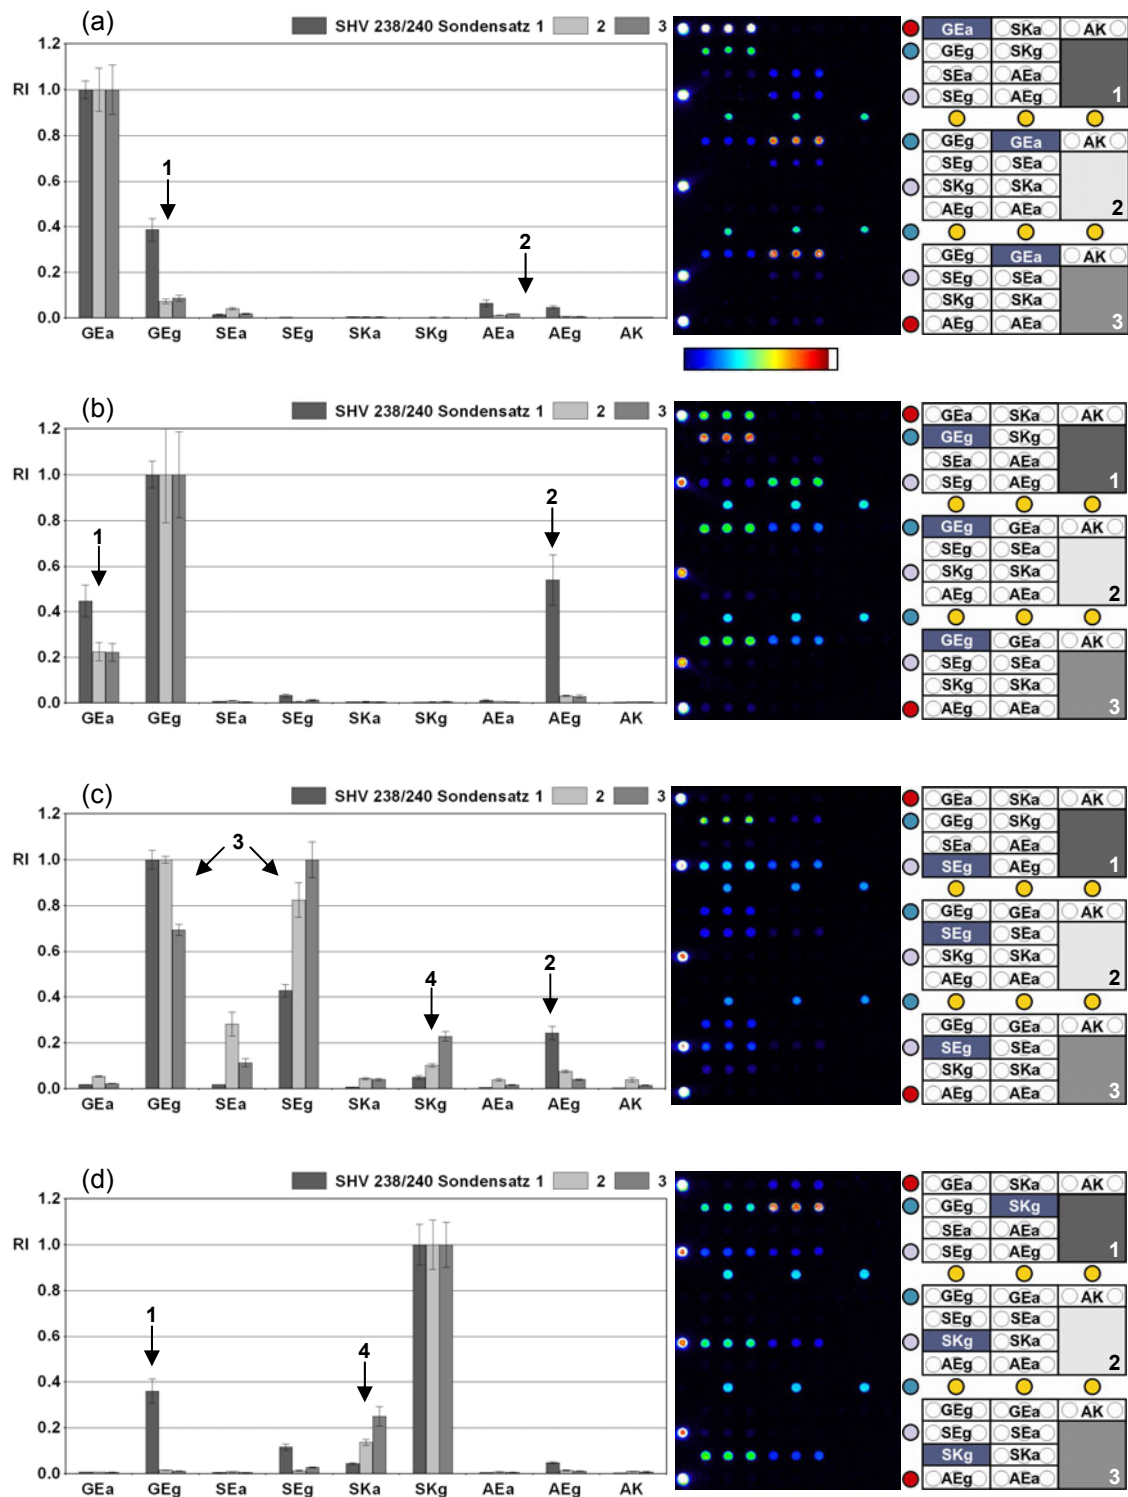 (a)
SHV 238/240 Sondensatz 1 2 3
1.2
RI 1.0
0.8
0.6
0.4
0.2
0.0
1
2
GEa GEg SEa SEg SKa SKg AEa AEg AK
GEa SKa AK
GEg SKg
SEa AEa
SEg AEg 1
GEg GEa AK
SEg SEa
SKg SKa
AEg AEa 2
GEg GEa AK
SEg SEa
SKg SKa
AEg AEa 3
(b)
SHV 238/240 Sondensatz 1 2 3
1.2
RI 1.0
0.8
0.6
0.4
0.2
0.0
1
2
GEa GEg SEa SEg SKa SKg AEa AEg AK
GEa SKa AK
GEg SKg
SEa AEa
SEg AEg 1
GEg GEa AK
SEg SEa
SKg SKa
AEg AEa 2
GEg GEa AK
SEg SEa
SKg SKa
AEg AEa 3
(c)
SHV 238/240 Sondensatz 1 2 3
1.2
RI 1.0
0.8
0.6
0.4
0.2
0.0
3
4
2
GEa GEg SEa SEg SKa SKg AEa AEg AK
GEa SKa AK
GEg SKg
SEa AEa
SEg AEg 1
GEg GEa AK
SEg SEa
SKg SKa
AEg AEa 2
GEg GEa AK
SEg SEa
SKg SKa
AEg AEa 3
(d)
SHV 238/240 Sondensatz 1 2 3
1.2
RI 1.0
0.8
0.6
0.4
0.2
0.0
1
4
GEa GEg SEa SEg SKa SKg AEa AEg AK
GEa SKa AK
GEg SKg
SEa AEa
SEg AEg 1
GEg GEa AK
SEg SEa
SKg SKa
AEg AEa 2
GEg GEa AK
SEg SEa
SKg SKa
AEg AEa 3